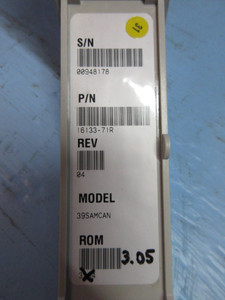 S/N
00948178
P/N
16133-71R
REV
04
MODEL
39SAMCAN
ROM
3.05